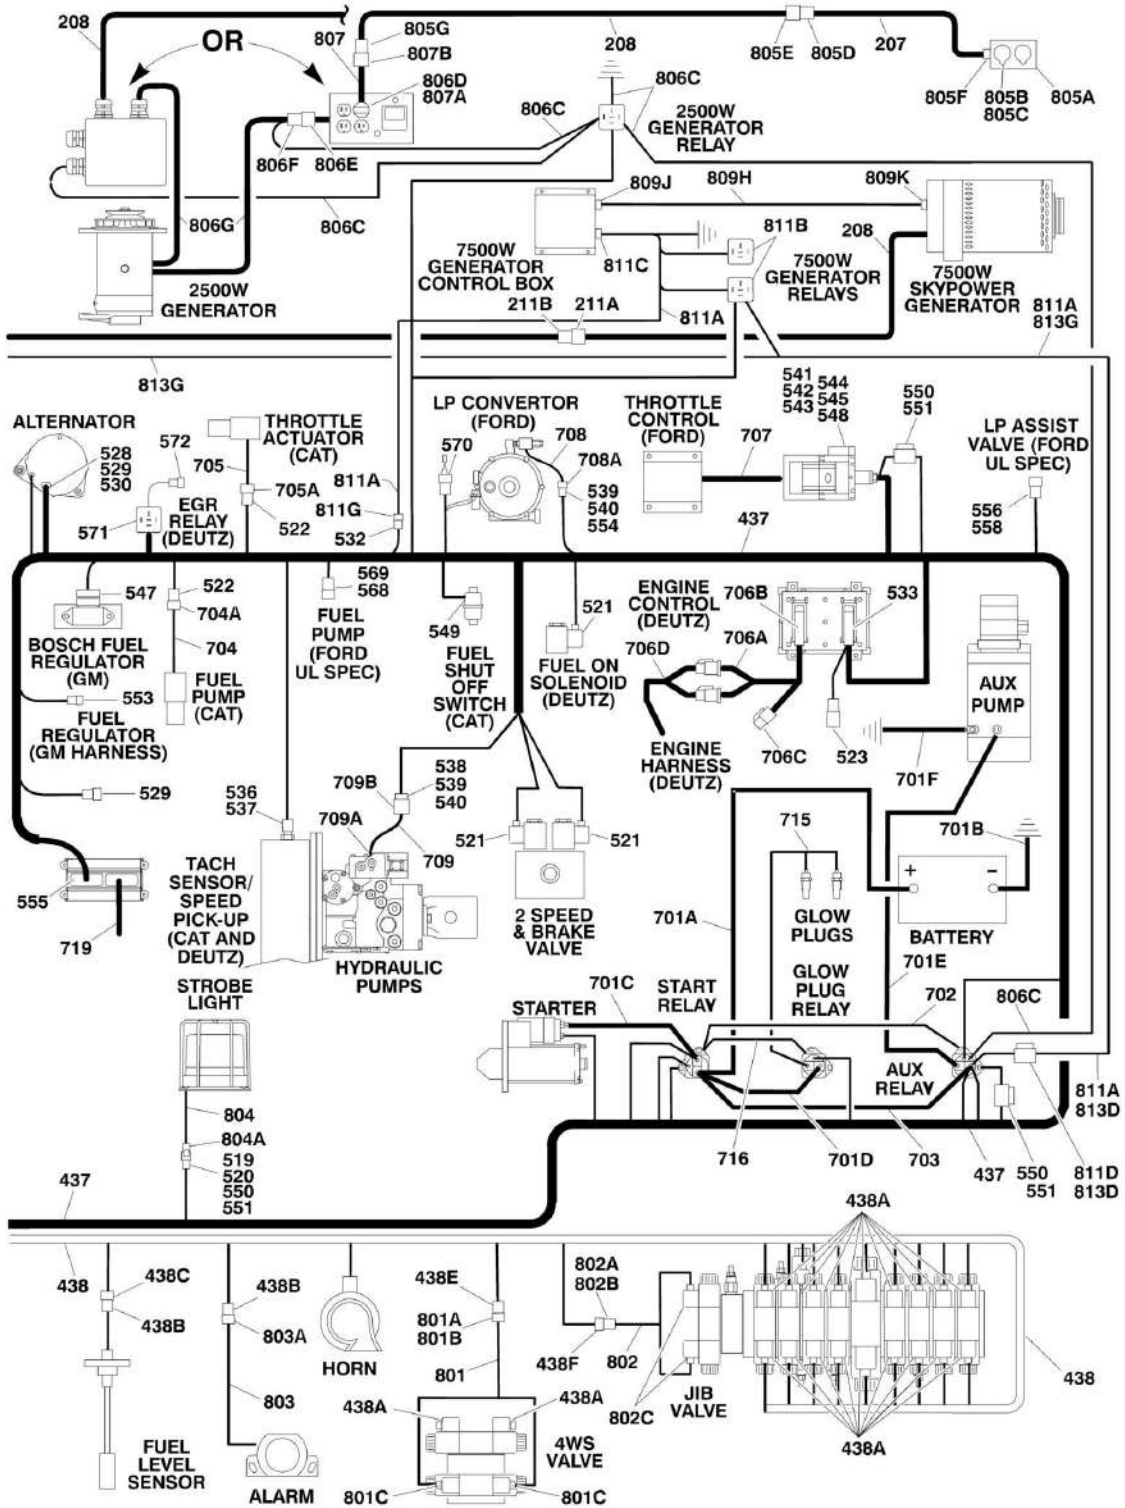 208
OR
807
805G
807B
806D
807A
208
805E
805D
207
805F
805B
805C
805A
806C
806C
2500W
GENERATOR
RELAY
806F
806E
806G
806C
2500W
GENERATOR
809J
809H
809K
811B
208
7500W
GENERATOR
CONTROL BOX
811C
7500W
GENERATOR
RELAYS
7500W
SKYPOWER
GENERATOR
211B
211A
811A
811A
813G
813G
ALTERNATOR
528
529
530
572
THROTTLE
ACTUATOR
(CAT)
705
705A
522
EGR
RELAY
(DEUTZ)
571
811A
811G
532
LP CONVERTOR
(FORD)
570
708
708A
539
540
554
THROTTLE
CONTROL
(FORD)
707
541
542
543
544
545
548
550
551
LP ASSIST
VALVE (FORD
UL SPEC)
556
558
437
547
BOSCH FUEL
REGULATOR
(GM)
522
704A
704
FUEL
PUMP
(CAT)
553
FUEL
REGULATOR
(GM HARNESS)
569
568
FUEL
PUMP
(FORD
UL SPEC)
549
FUEL
SHUT
OFF
SWITCH
(CAT)
521
FUEL ON
SOLENOID
(DEUTZ)
ENGINE
CONTROL
(DEUTZ)
706B
533
706A
706D
706C
523
ENGINE
HARNESS
(DEUTZ)
AUX
PUMP
701F
529
536
537
709B
538
539
540
709A
709
521
521
715
701B
555
719
TACH
SENSOR/
SPEED
PICK-UP
(CAT AND
DEUTZ)
HYDRAULIC
PUMPS
2 SPEED
& BRAKE
VALVE
701A
GLOW
PLUGS
+
-
BATTERY
701E
STROBE
LIGHT
STARTER
701C
START
RELAY
GLOW
PLUG
RELAY
702
806C
AUX
RELAY
811A
813D
804
804A
519
520
550
551
716
701D
703
437
550
551
811D
813D
437
438A
438
438C
438B
438B
803A
803
HORN
438E
801A
801B
801
802A
802B
438F
802
802C
JIB
VALVE
438
438A
438A
438A
4WS
VALVE
801C
801C
FUEL
LEVEL
SENSOR
ALARM